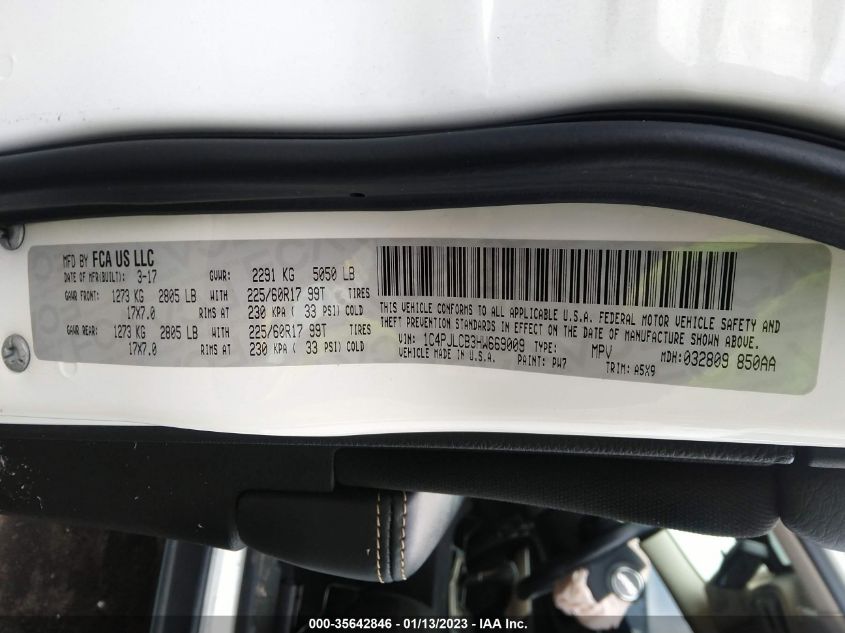 MFD BY FCA US LLC
DATE OF MFR(BUILT): 3-17 GVWR: 2291 KG 5050 LB
GAWR FRONT: 1273 KG 2805 LB WITH 225/60R17 99T TIRES
17X7.0 RIMS AT 230 KPA ( 33 PSI) COLD
GAWR REAR: 1273 KG 2805 LB WITH 225/60R17 99T TIRES
17X7.0 RIMS AT 230 KPA ( 33 PSI) COLD
THIS VEHICLE CONFORMS TO ALL APPLICABLE U.S.A. FEDERAL MOTOR VEHICLE SAFETY AND
THEFT PREVENTION STANDARDS IN EFFECT ON THE DATE OF MANUFACTURE SHOWN ABOVE.
VIN: 1C4PJLCB3HW669009 TYPE: MPV MDH: 032809 850AA
VEHICLE MADE IN U.S.A. PAINT: PW7 TRIM: A5X9
000-35642846 - 01/13/2023 - IAA Inc.